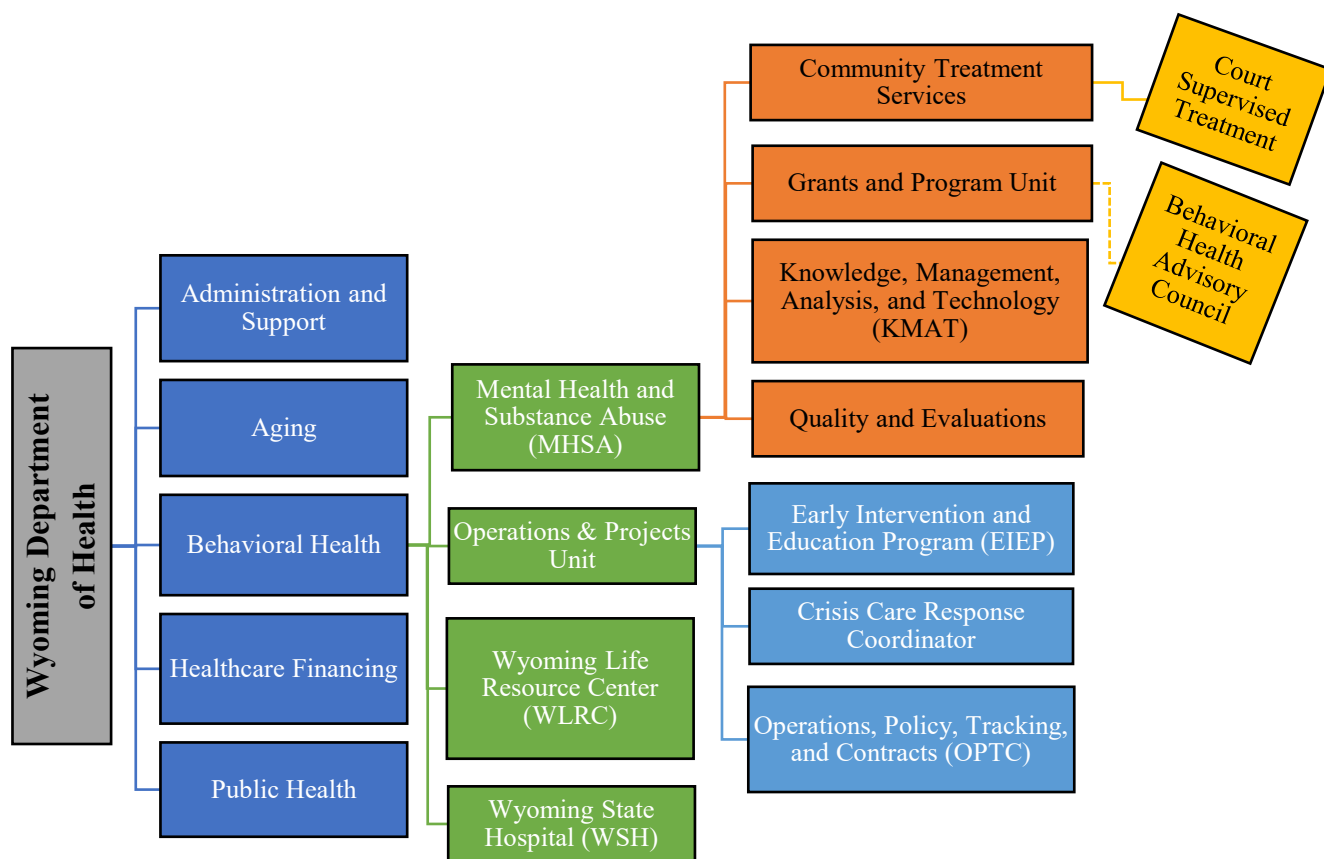 Wyoming Department
of Health
Administration and
Support
Aging
Behavioral Health
Healthcare Financing
Public Health
Mental Health and
Substance Abuse
(MHSA)
Operations & Projects
Unit
Wyoming Life
Resource Center
(WLRC)
Wyoming State
Hospital (WSH)
Community Treatment
Services
Grants and Program Unit
Knowledge, Management,
Analysis, and Technology
(KMAT)
Quality and Evaluations
Early Intervention and
Education Program (EIEP)
Crisis Care Response
Coordinator
Operations, Policy, Tracking,
and Contracts (OPTC)
Court
Supervised
Treatment
Behavioral
Health
Advisory
Council